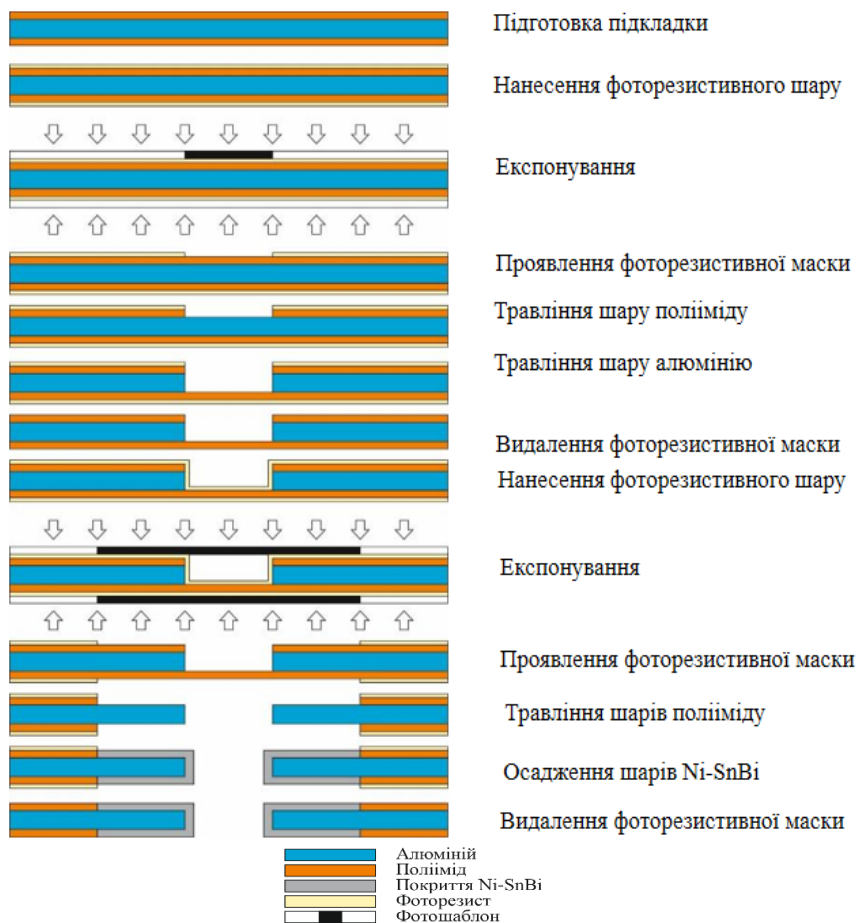 Підготовка підкладки
Нанесення фоторезистивного шару
Експонування
Проявлення фоторезистивної маски
Травління шару полііміду
Травління шару алюмінію
Видалення фоторезистивної маски
Нанесення фоторезистивного шару
Експонування
Проявлення фоторезистивної маски
Травління шарів полііміду
Осадження шарів Ni-SnBi
Видалення фоторезистивної маски
Алюміній
Поліімід
Покриття Ni-SnBi
Фоторезист
Фотошаблон